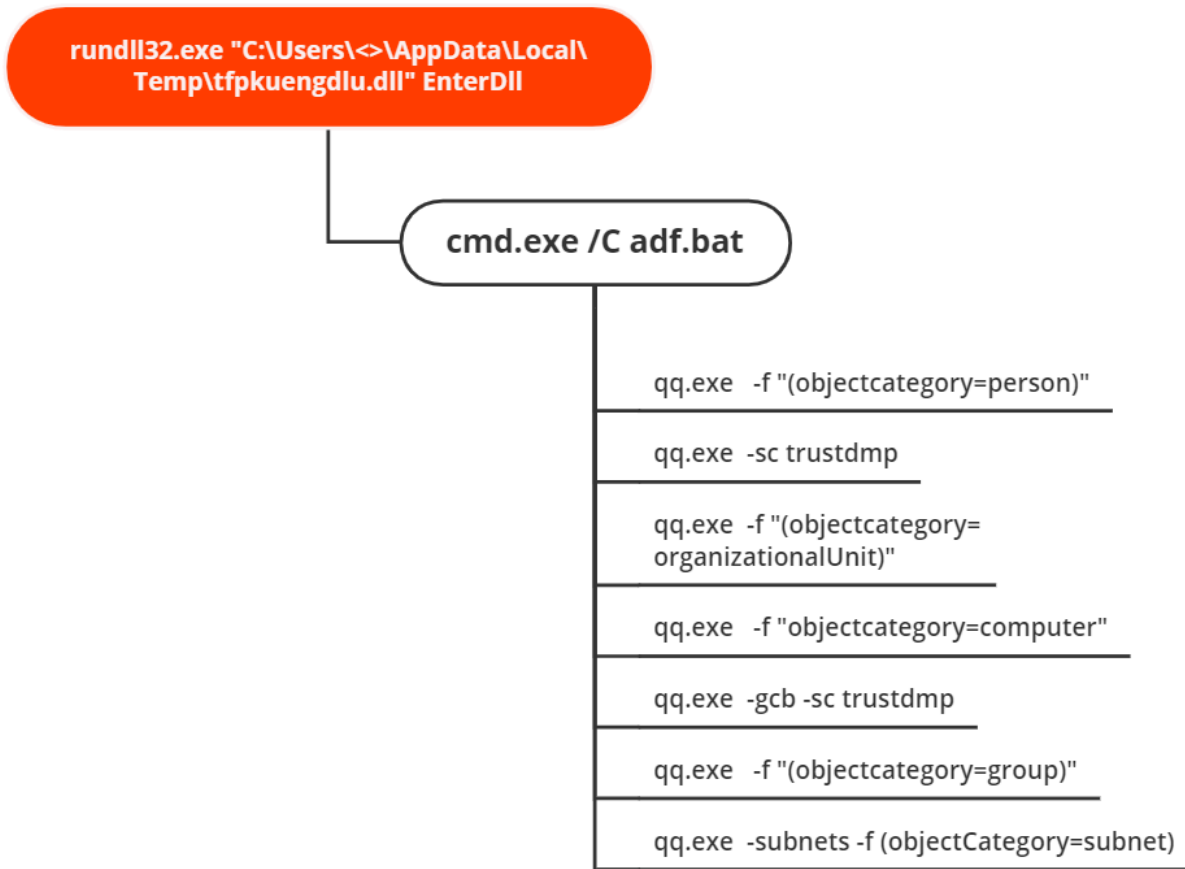 rundll32.exe "C:\Users\<>\AppData\Local\
Temp\tfpkuengdlu.dll" EnterDll
cmd.exe /C adf.bat
qq.exe -f "(objectcategory=person)"
qq.exe -sc trustdmp
qq.exe -f "(objectcategory=
organizationalUnit)"
qq.exe -f "objectcategory=computer"
qq.exe -gcb -sc trustdmp
qq.exe -f "(objectcategory=group)"
qq.exe -subnets -f (objectCategory=subnet)